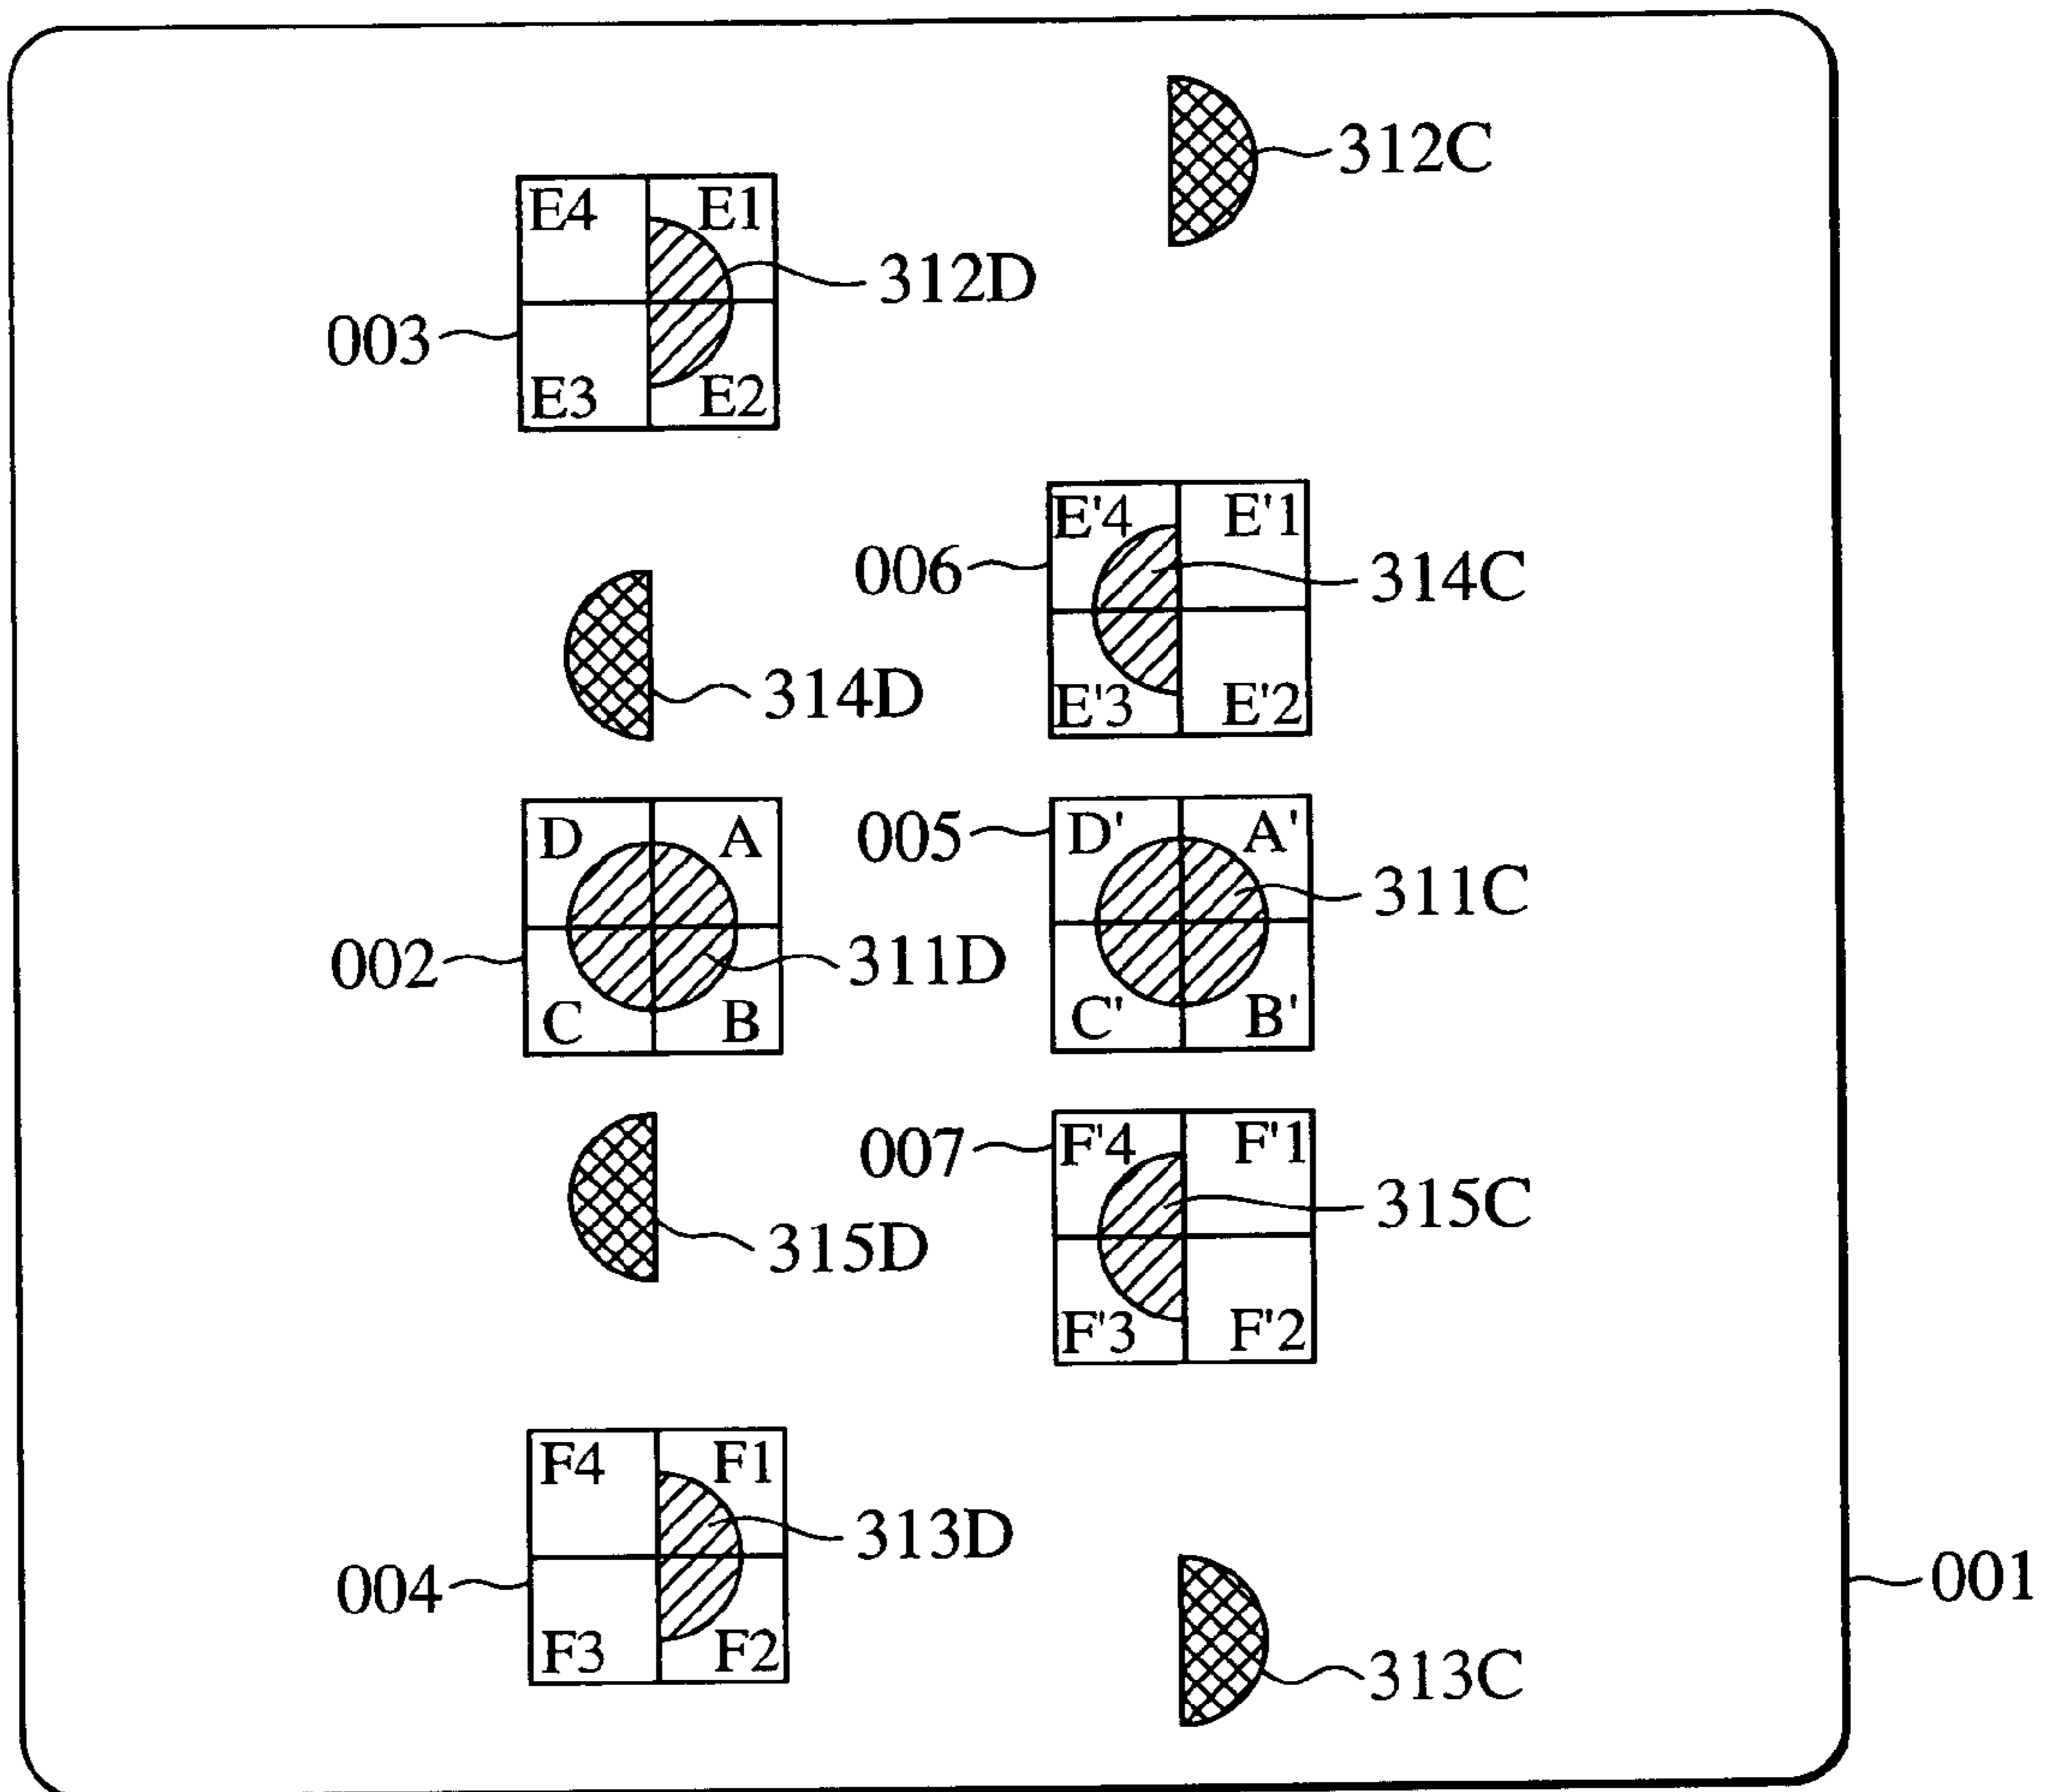 312C
E4 E1
312D
003
E3 E2
E'4 E'1
006
314C
314D
E'3 E'2
D A
005
D' A'
311C
002
311D
C B
C' B'
007
F'4 F'1
315C
315D
F'3 F'2
F4 F1
313D
004
001
F3 F2
313C